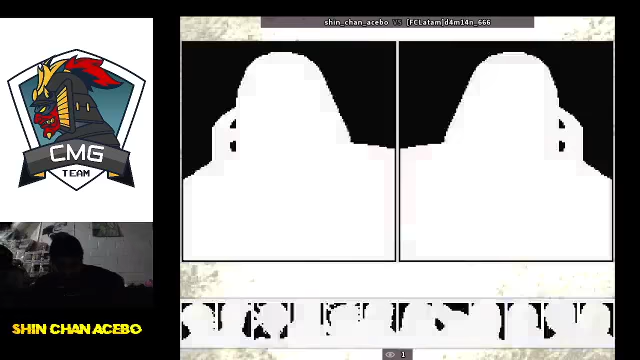 shin_chan_acebo VS [FCLatam]d4m14n_666
CMG
TEAM
SHIN CHAN ACEBO
1